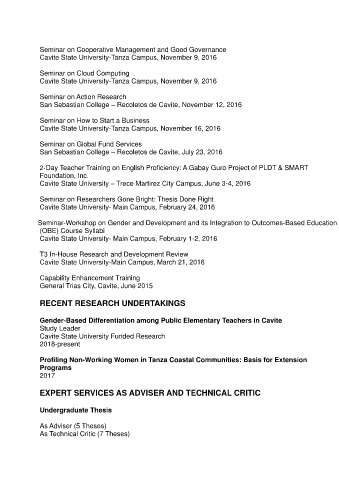 Seminar on Cooperative Management and Good Governance
Cavite State University-Tanza Campus, November 9, 2016
Seminar on Cloud Computing
Cavite State University-Tanza Campus, November 9, 2016
Seminar on Action Research
San Sebastian College – Recoletos de Cavite, November 12, 2016
Seminar on How to Start a Business
Cavite State University-Tanza Campus, November 16, 2016
Seminar on Global Fund Services
San Sebastian College – Recoletos de Cavite, July 23, 2016
2-Day Teacher Training on English Proficiency: A Gabay Guro Project of PLDT & SMART
Foundation, Inc.
Cavite State University – Trece Martirez City Campus, June 3-4, 2016
Seminar on Researchers Gone Bright: Thesis Done Right
Cavite State University- Main Campus, February 24, 2016
Seminar-Workshop on Gender and Development and its Integration to Outcomes-Based Education
(OBE) Course Syllabi
Cavite State University- Main Campus, February 1-2, 2016
T3 In-House Research and Development Review
Cavite State University-Main Campus, March 21, 2016
Capability Enhancement Training
General Trias City, Cavite, June 2015
RECENT RESEARCH UNDERTAKINGS
Gender-Based Differentiation among Public Elementary Teachers in Cavite
Study Leader
Cavite State University Funded Research
2018-present
Profiling Non-Working Women in Tanza Coastal Communities: Basis for Extension
Programs
2017
EXPERT SERVICES AS ADVISER AND TECHNICAL CRITIC
Undergraduate Thesis
As Adviser (5 Theses)
As Technical Critic (7 Theses)